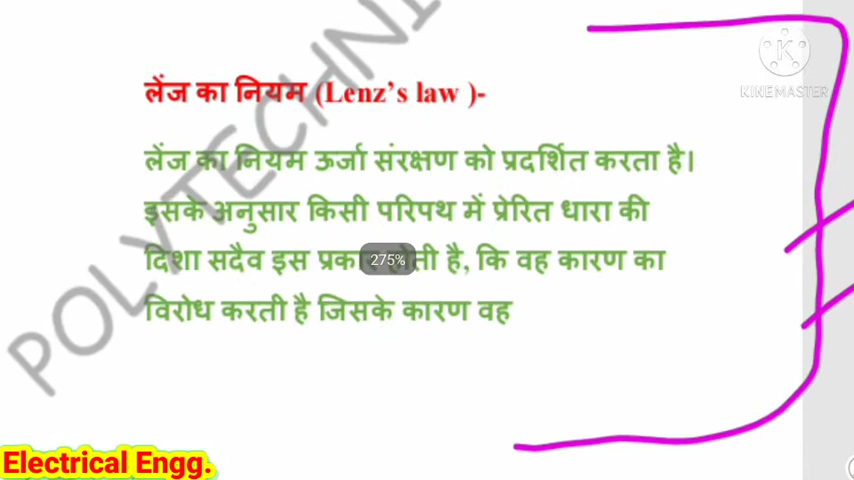 POLYTECHNI
KINEMASTER
लेंज का नियम (Lenz's law )-
लेंज का नियम ऊर्जा संरक्षण को प्रदर्शित करता है।
इसके अनुसार किसी परिपथ में प्रेरित धारा की
दिशा सदैव इस प्रकार होती है, कि वह कारण का
275%
विरोध करती है जिसके कारण वह
Electrical Engg.